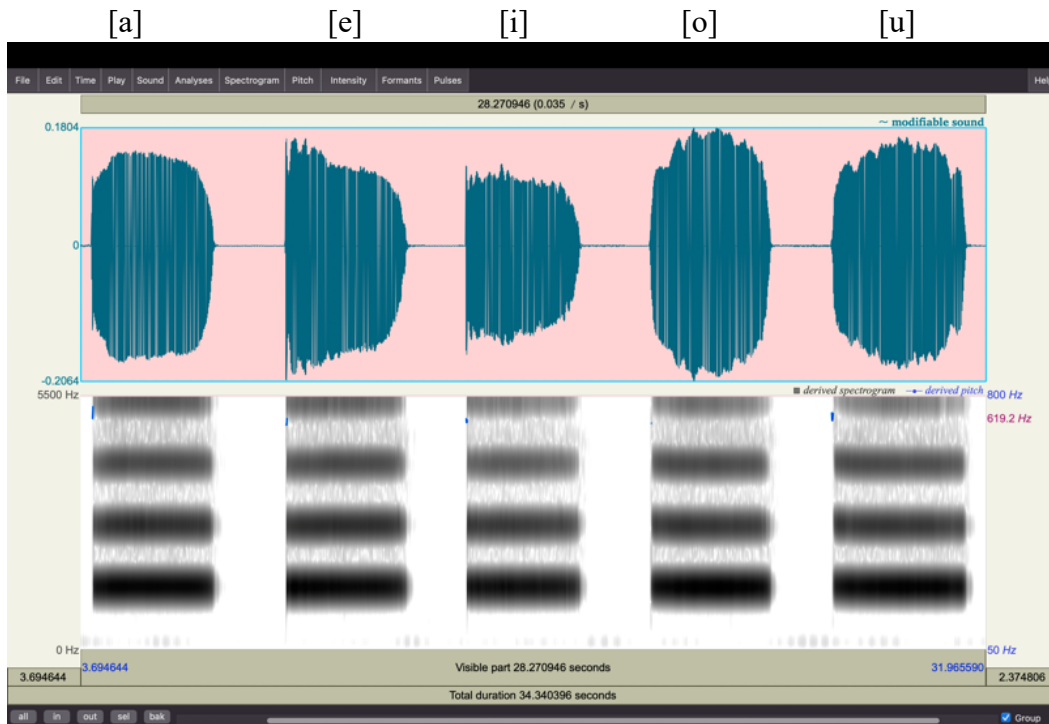 [a] [e] [i] [o] [u]
File Edit Time Play Sound Analyses Spectrogram Pitch Intensity Formants Pulses Hel
28.270946 (0.035 / s)
0.1804 ~ modifiable sound
0
-0.2064
5500 Hz ■ derived spectrogram derived pitch 800 Hz
619.2 Hz
0 Hz 50 Hz
3.694644 Visible part 28.270946 seconds 31.965590
3.694644 2.374806
Total duration 34.340396 seconds
all in out sel bak Group